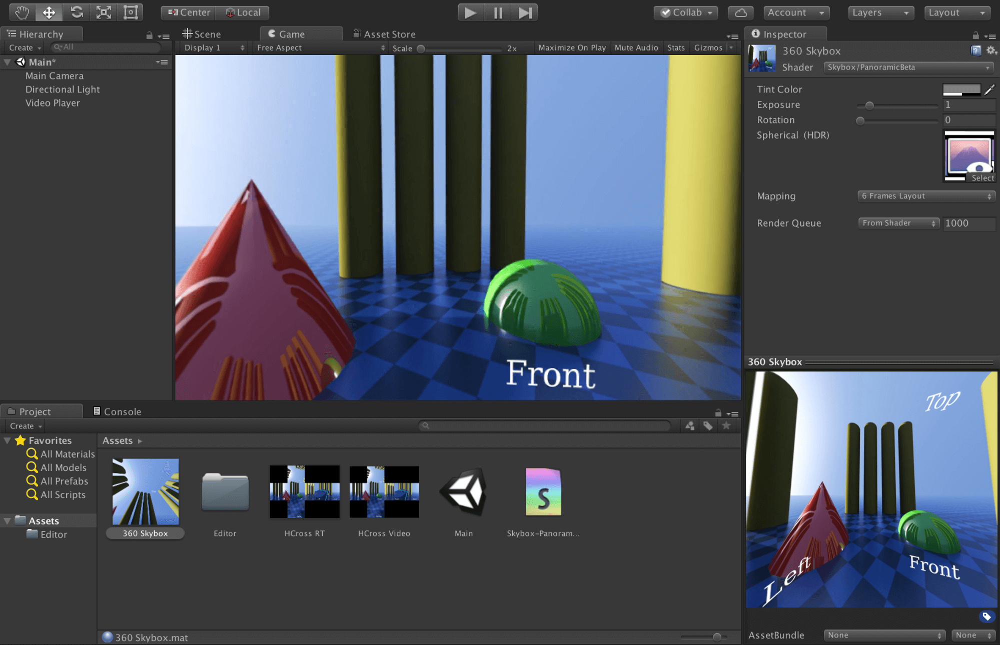 Center Local Collab Account Layers Layout
Hierarchy
Create All
Main*
Main Camera
Directional Light
Video Player
Scene Game Asset Store
Display 1 Free Aspect Scale 2x Maximize On Play Mute Audio Stats Gizmos
Front
Inspector
360 Skybox
Shader Skybox/PanoramicBeta
Tint Color
Exposure 1
Rotation 0
Spherical (HDR)
Select
Mapping 6 Frames Layout
Render Queue From Shader 1000
360 Skybox
Top
Left
Front
AssetBundle None None
Project Console
Create
Favorites
All Materials
All Models
All Prefabs
All Scripts
Assets
Editor
Assets
S
360 Skybox Editor HCross RT HCross Video Main Skybox-Panoram...
360 Skybox.mat